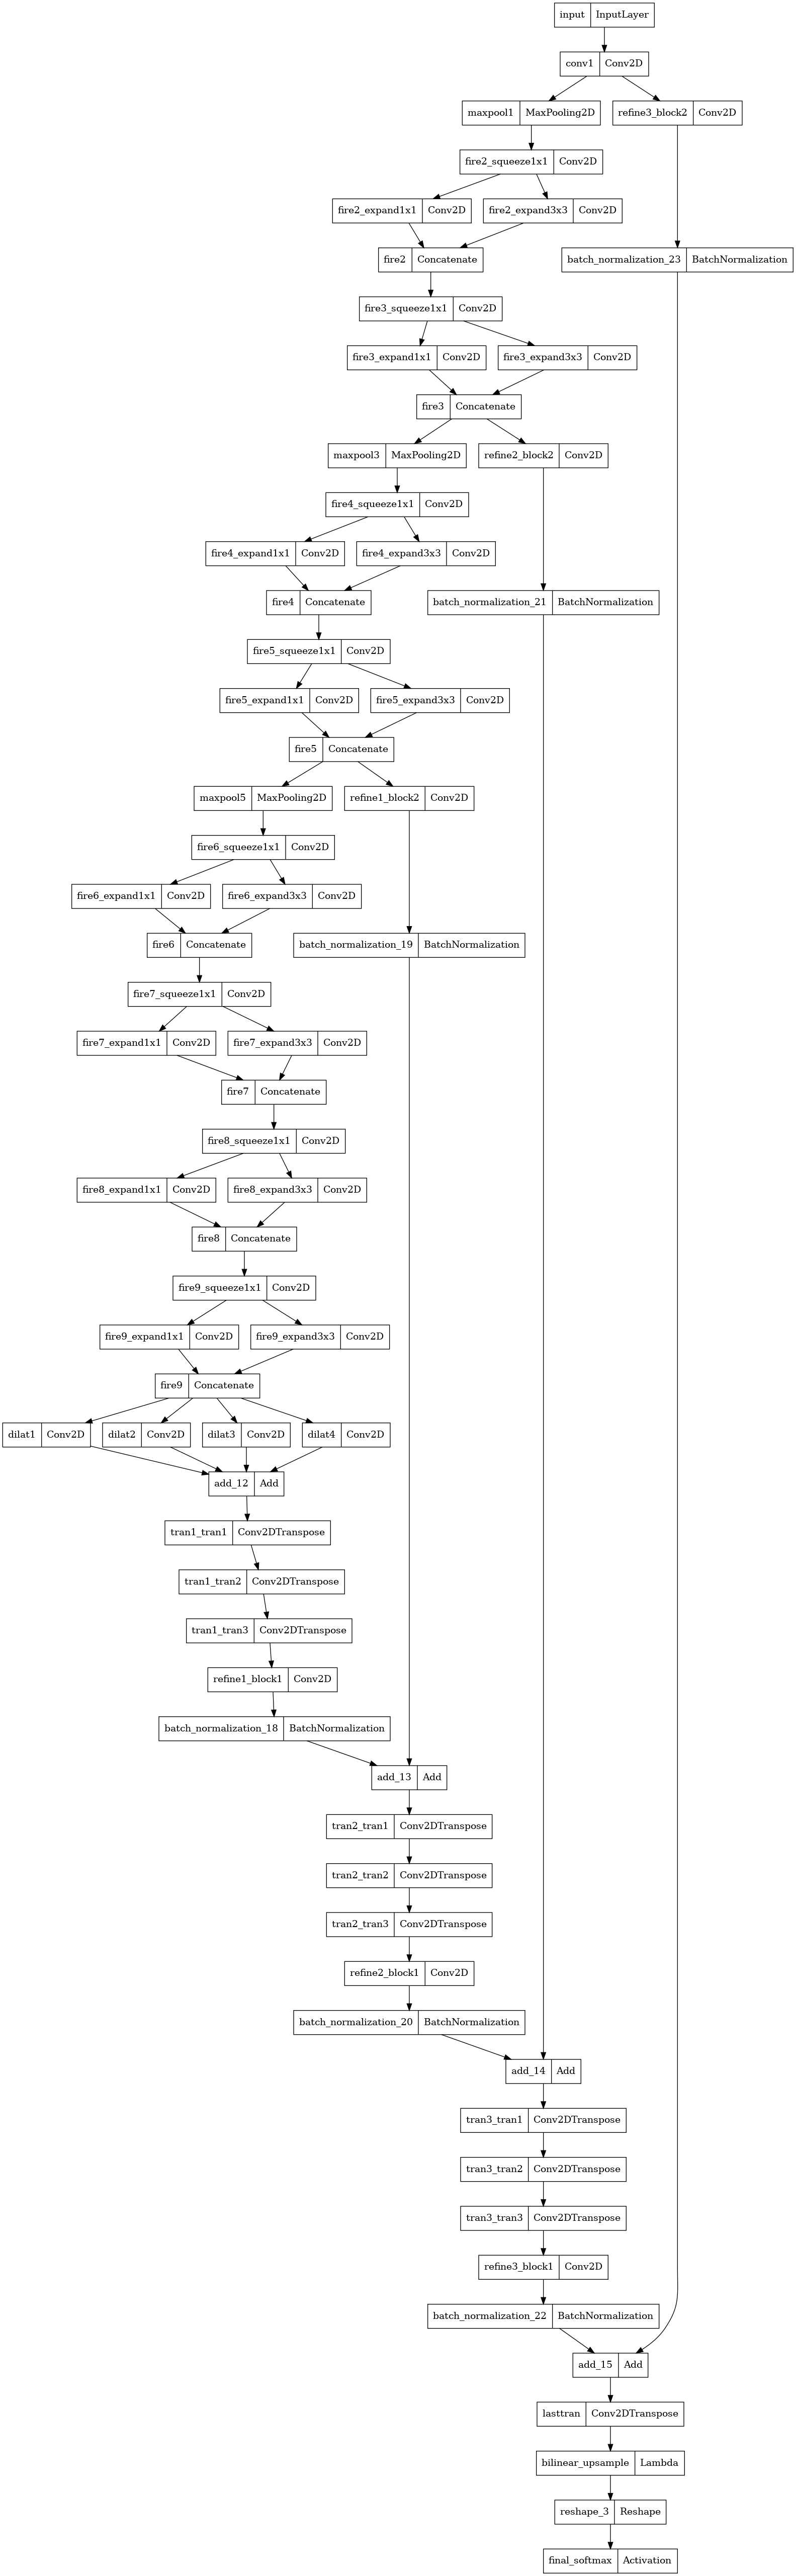 input InputLayer
conv1 Conv2D
maxpool1 MaxPooling2D refine3_block2 Conv2D
fire2_squeeze1x1 Conv2D
fire2_expand1x1 Conv2D fire2_expand3x3 Conv2D
fire2 Concatenate batch_normalization_23 BatchNormalization
fire3_squeeze1x1 Conv2D
fire3_expand1x1 Conv2D fire3_expand3x3 Conv2D
fire3 Concatenate
maxpool3 MaxPooling2D refine2_block2 Conv2D
fire4_squeeze1x1 Conv2D
fire4_expand1x1 Conv2D fire4_expand3x3 Conv2D
fire4 Concatenate batch_normalization_21 BatchNormalization
fire5_squeeze1x1 Conv2D
fire5_expand1x1 Conv2D fire5_expand3x3 Conv2D
fire5 Concatenate
maxpool5 MaxPooling2D refine1_block2 Conv2D
fire6_squeeze1x1 Conv2D
fire6_expand1x1 Conv2D fire6_expand3x3 Conv2D
fire6 Concatenate batch_normalization_19 BatchNormalization
fire7_squeeze1x1 Conv2D
fire7_expand1x1 Conv2D fire7_expand3x3 Conv2D
fire7 Concatenate
fire8_squeeze1x1 Conv2D
fire8_expand1x1 Conv2D fire8_expand3x3 Conv2D
fire8 Concatenate
fire9_squeeze1x1 Conv2D
fire9_expand1x1 Conv2D fire9_expand3x3 Conv2D
fire9 Concatenate
dilat1 Conv2D dilat2 Conv2D dilat3 Conv2D dilat4 Conv2D
add_12 Add
tran1_tran1 Conv2DTranspose
tran1_tran2 Conv2DTranspose
tran1_tran3 Conv2DTranspose
refine1_block1 Conv2D
batch_normalization_18 BatchNormalization
add_13 Add
tran2_tran1 Conv2DTranspose
tran2_tran2 Conv2DTranspose
tran2_tran3 Conv2DTranspose
refine2_block1 Conv2D
batch_normalization_20 BatchNormalization
add_14 Add
tran3_tran1 Conv2DTranspose
tran3_tran2 Conv2DTranspose
tran3_tran3 Conv2DTranspose
refine3_block1 Conv2D
batch_normalization_22 BatchNormalization
add_15 Add
lasttran Conv2DTranspose
bilinear_upsample Lambda
reshape_3 Reshape
final_softmax Activation